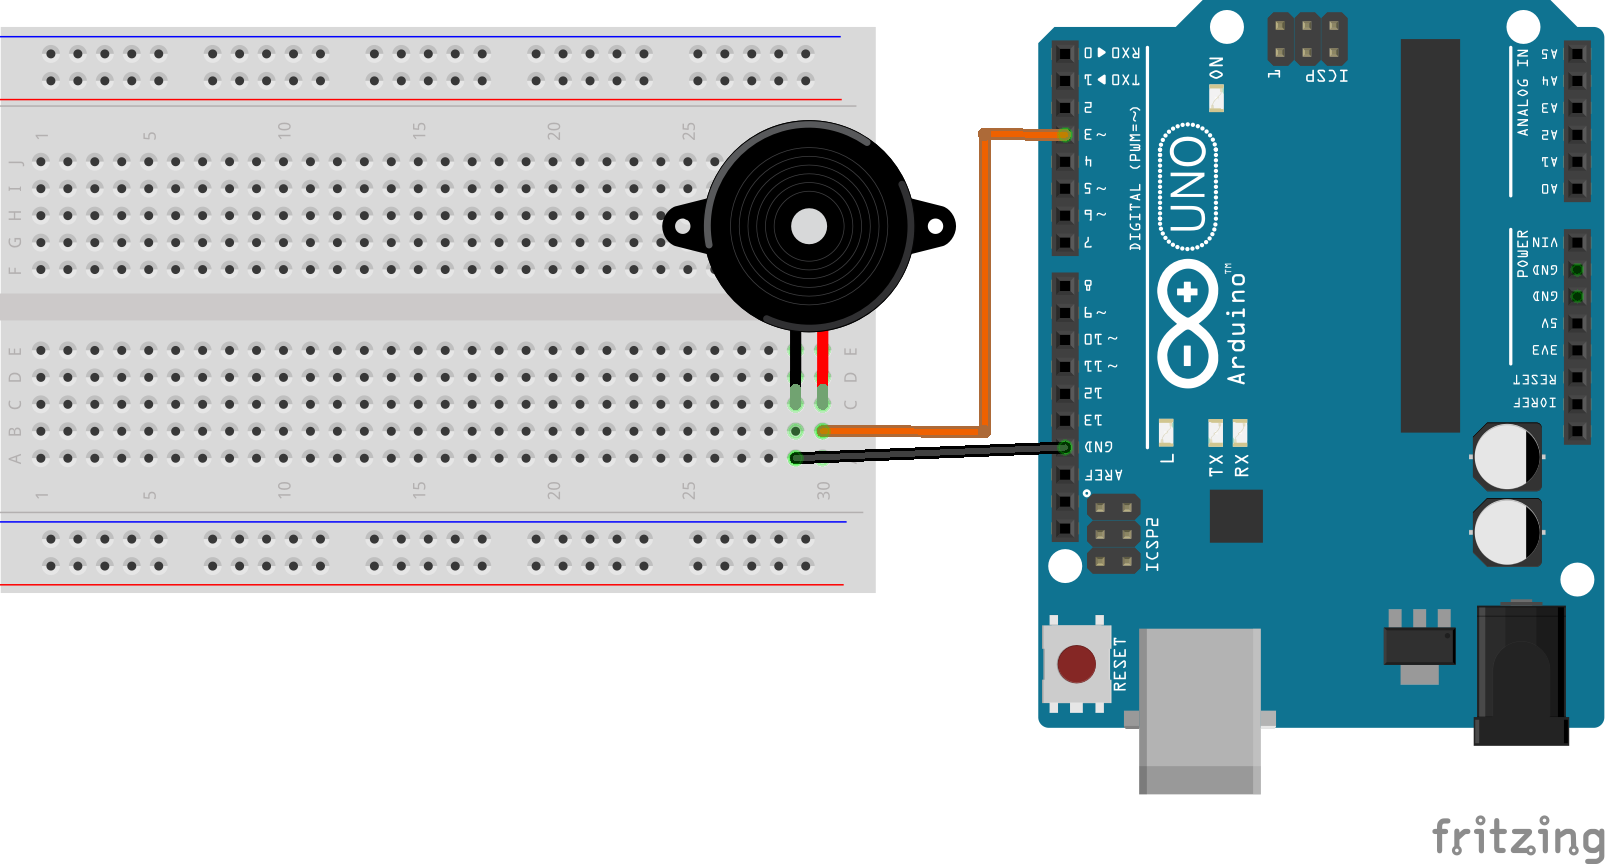 1 5 10 15 20 25
J
I
H
G
F
E E
D D
C C
B
A
1 5 10 15 20 25 30
RX0 ◀ 0
TX0 ▶ 1
2
3 ~
4
5 ~
6 ~
7
8
9 ~
10 ~
11 ~
12
13
GND
AREF
DIGITAL (PWM=~)
ON
1
ICSP
UNO
Arduino™
L
TX
RX
ICSP2
RESET
ANALOG IN
A5
A4
A3
A2
A1
A0
POWER
VIN
GND
GND
5V
3V3
RESET
IOREF
fritzing